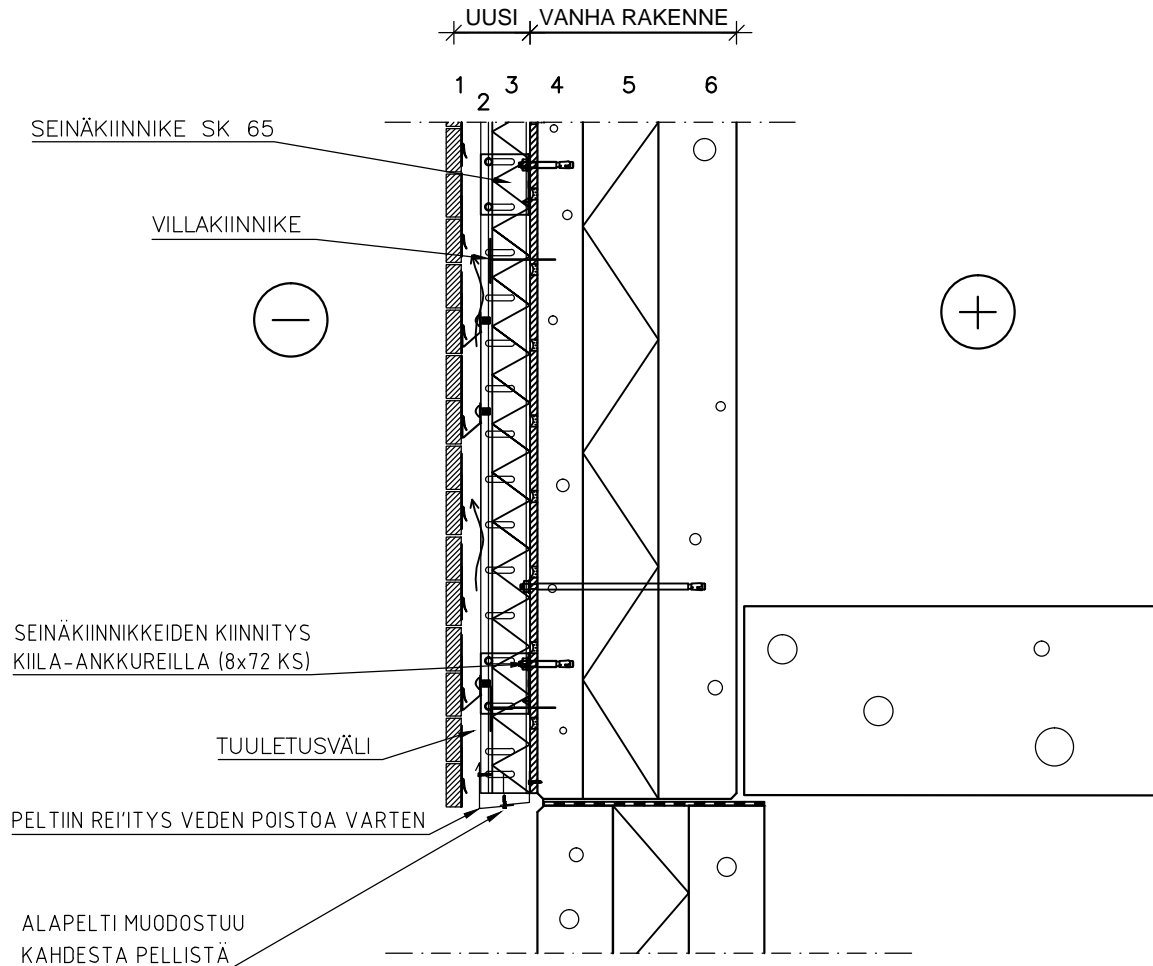 UUSI VANHA RAKENNE
1 2 3 4 5 6
SEINÄKIINNIKE SK 65
VILLAKIINNIKE
SEINÄKIINNIKKEIDEN KIINNITYS
KIILA-ANKKUREILLA (8x72 KS)
TUULETUSVÄLI
PELTIIN REI'ITYS VEDEN POISTOA VARTEN
ALAPELTI MUODOSTUU
KAHDESTA PELLISTÄ